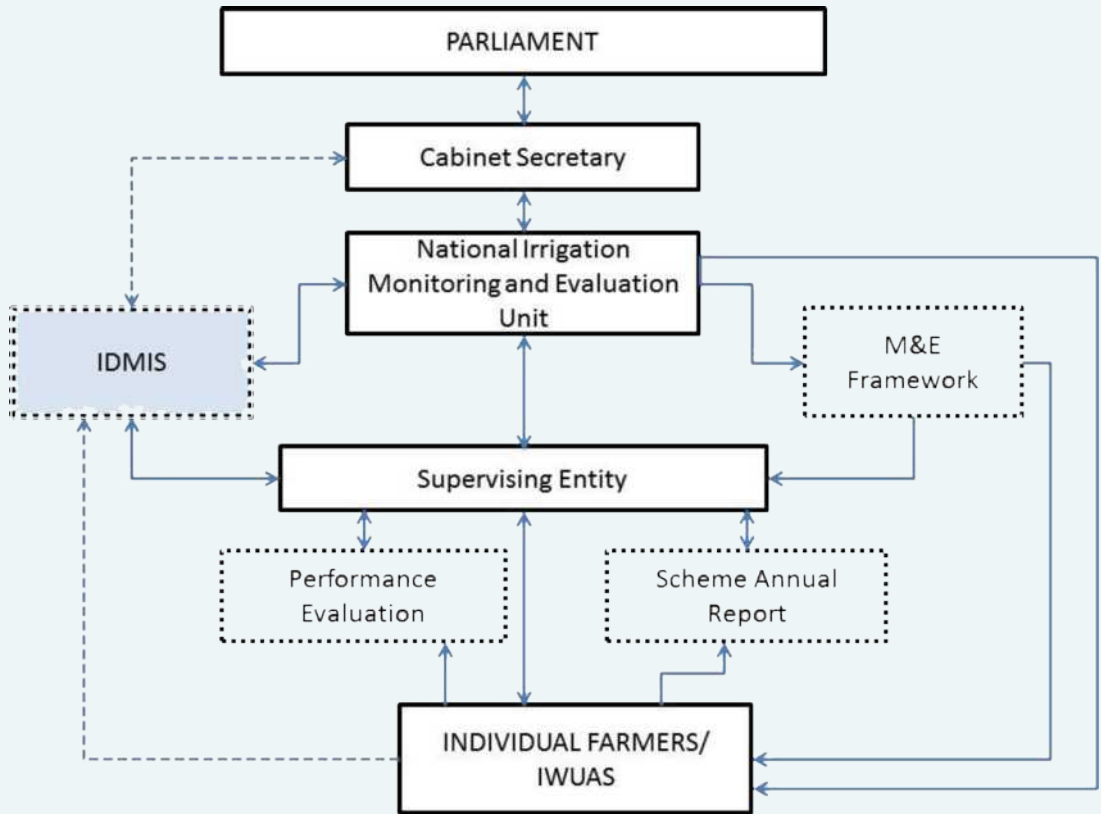 PARLIAMENT
Cabinet Secretary
National Irrigation
Monitoring and Evaluation
Unit
IDMIS
M&E
Framework
Supervising Entity
Performance
Evaluation
Scheme Annual
Report
INDIVIDUAL FARMERS/
IWUAS